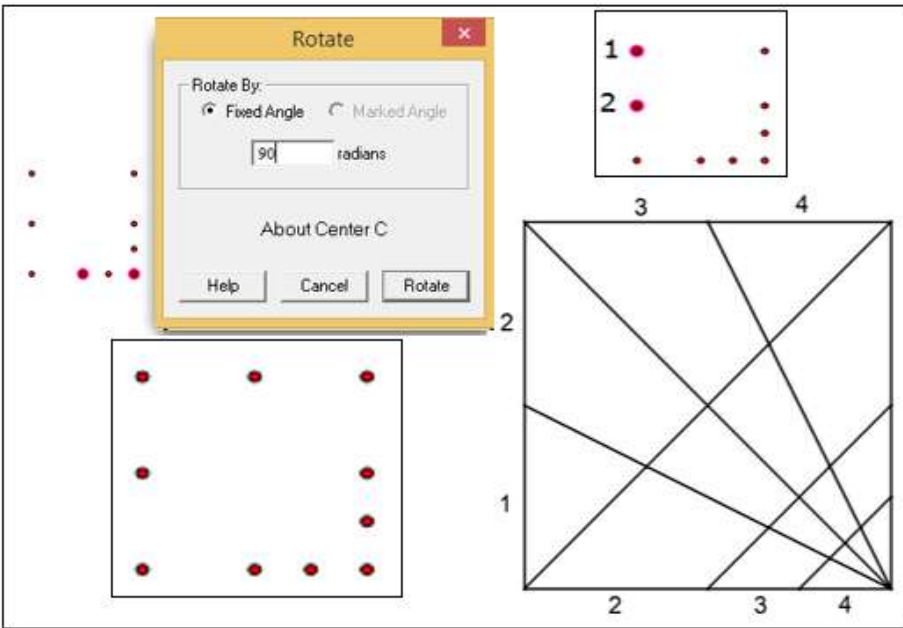 Rotate
Rotate By:
Fixed Angle Marked Angle
90 radians
About Center C
Help Cancel Rotate
1
2
3 4
2
1
2 3 4